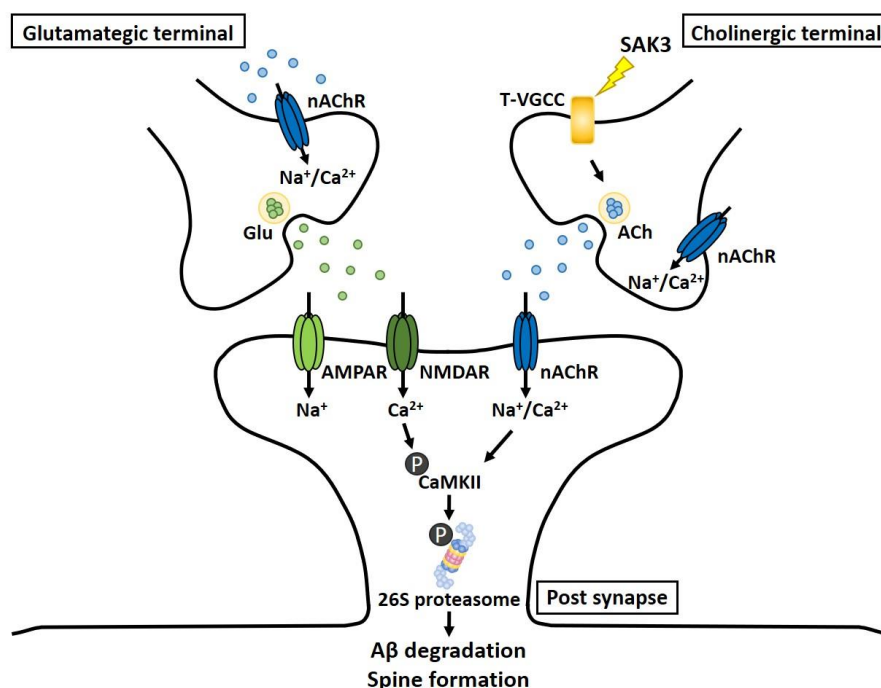 Glutamategic terminal
Cholinergic terminal
SAK3
nAChR
T-VGCC
Na⁺/Ca²⁺
Glu
ACh
nAChR
Na⁺/Ca²⁺
AMPAR
NMDAR
nAChR
Na⁺
Ca²⁺
Na⁺/Ca²⁺
P
CaMKII
P
26S proteasome
Post synapse
Aβ degradation
Spine formation